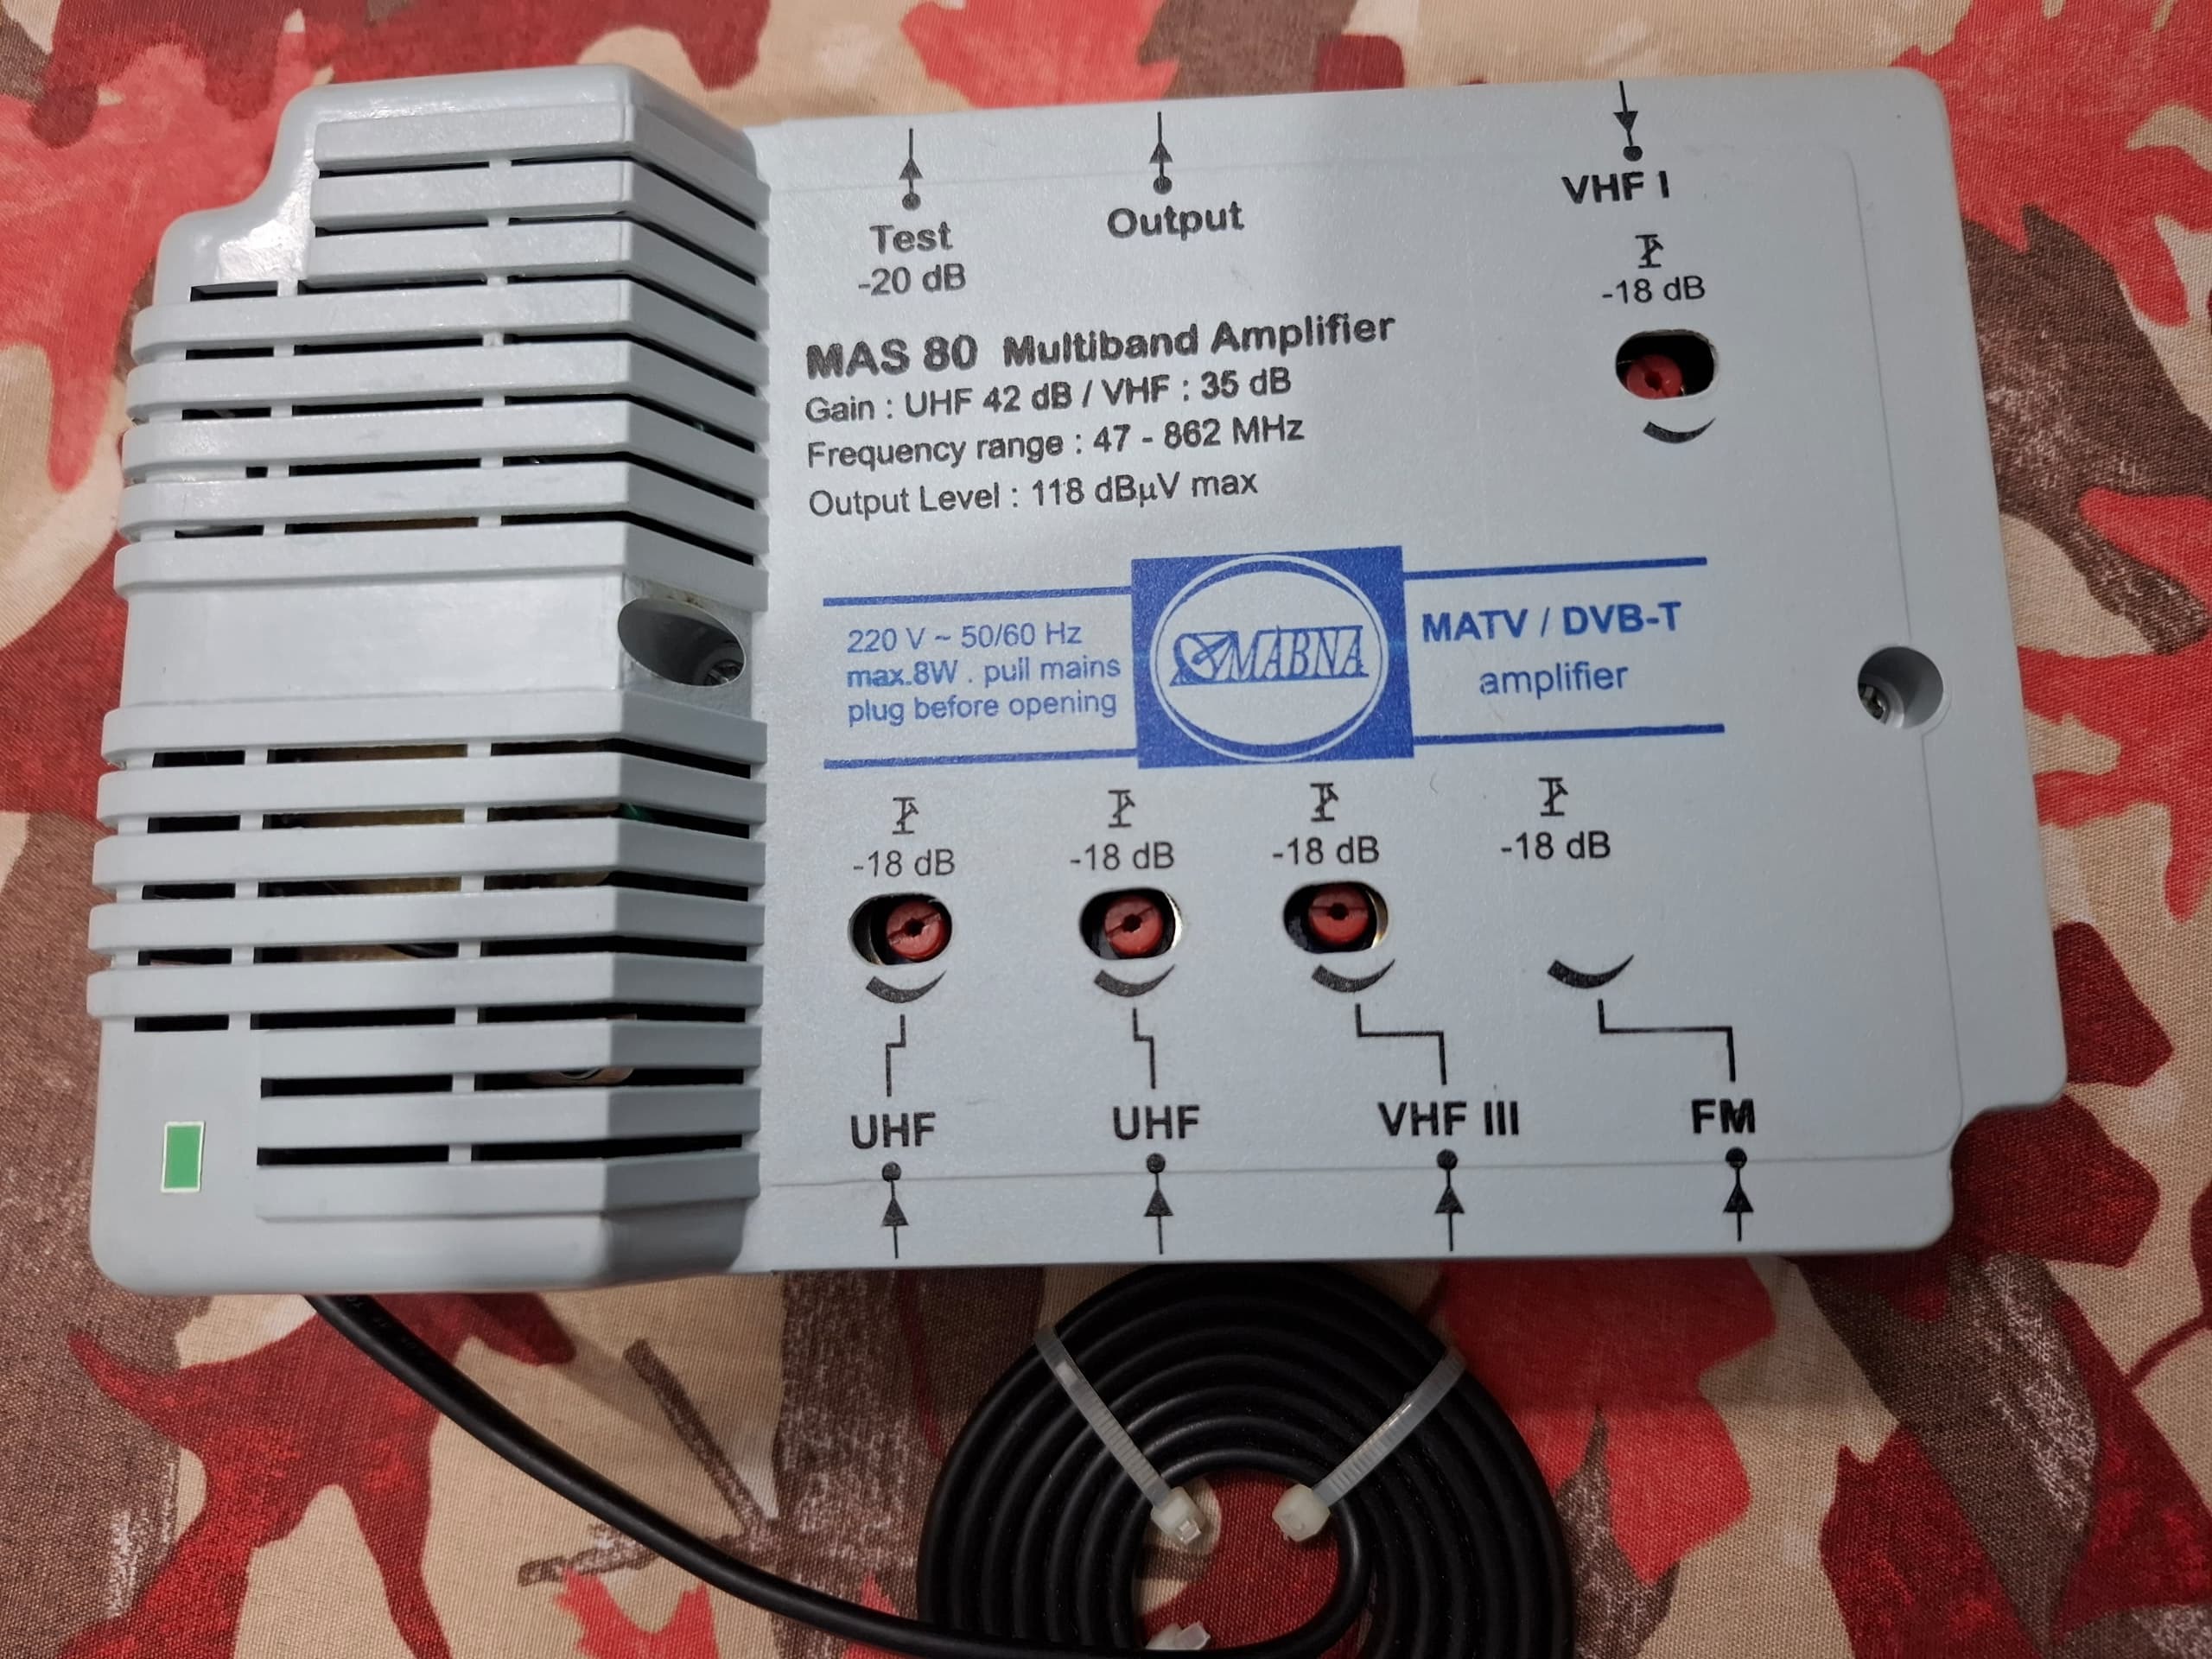 Test
-20 dB
Output
VHF I
-18 dB
MAS 80 Multiband Amplifier
Gain : UHF 42 dB / VHF : 35 dB
Frequency range : 47 - 862 MHz
Output Level : 118 dBµV max
220 V ~ 50/60 Hz
max.8W . pull mains
plug before opening
MABNA
MATV / DVB-T
amplifier
-18 dB
-18 dB
-18 dB
-18 dB
UHF
UHF
VHF III
FM